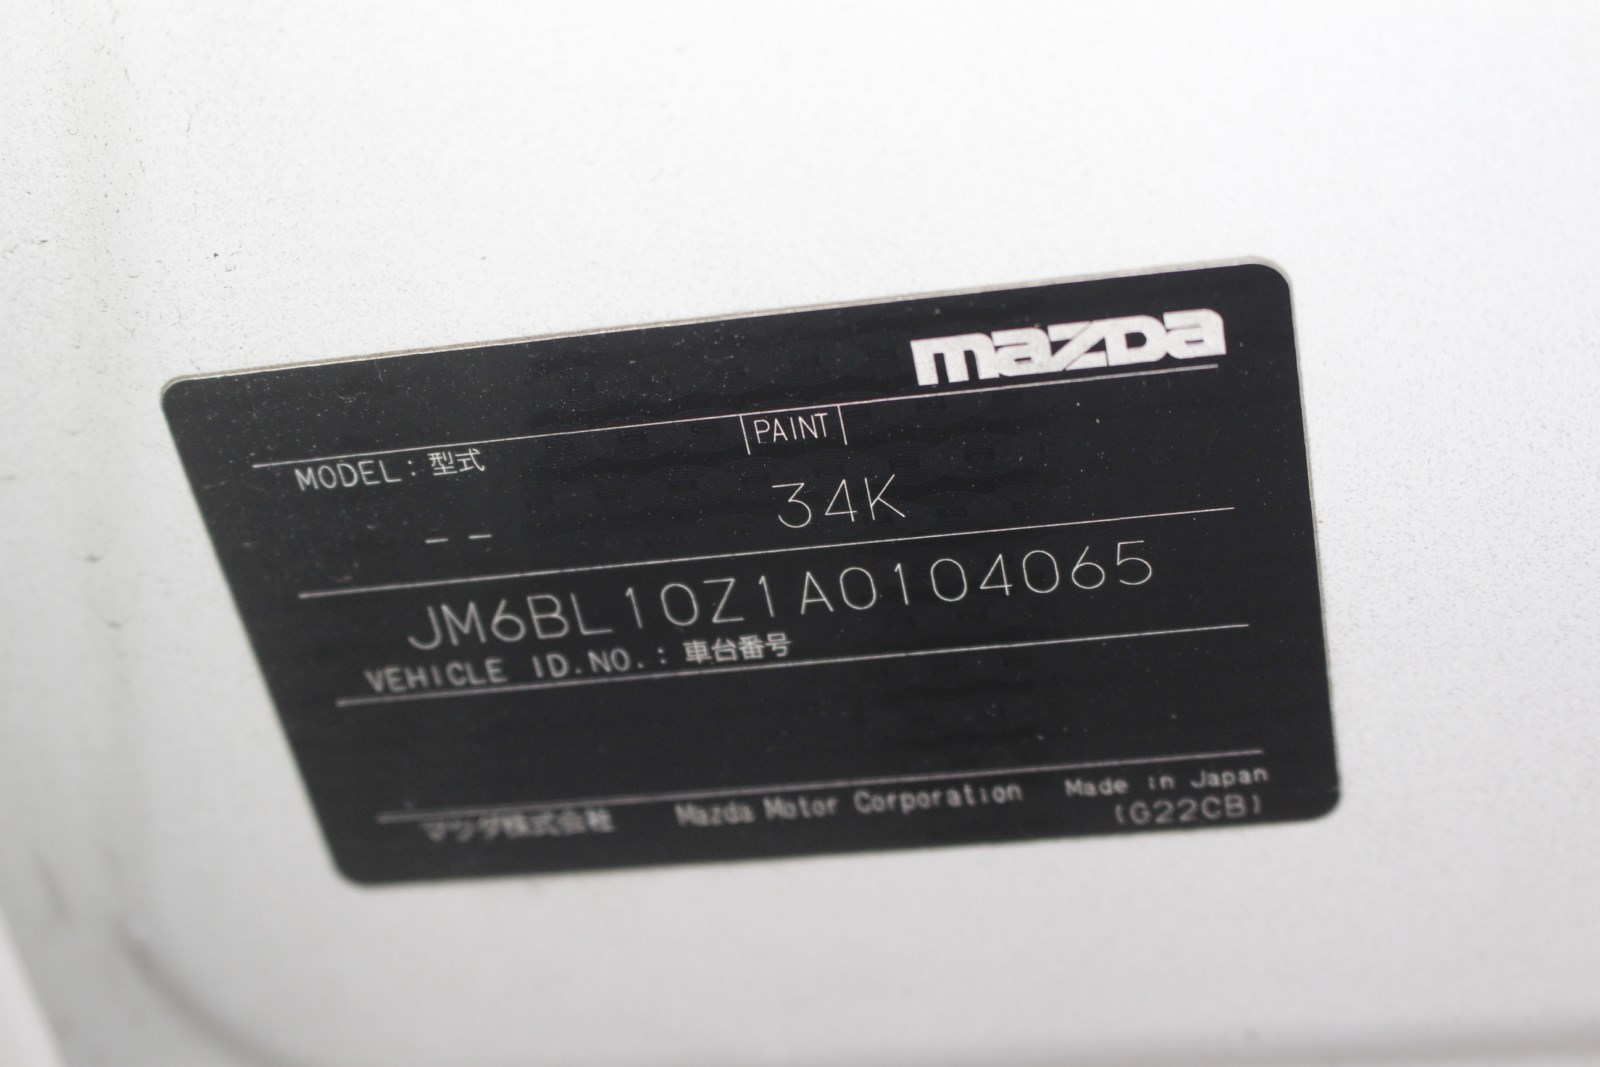 mazda
MODEL:型式 PAINT
-- 34K
JM6BL10Z1A0104065
VEHICLE ID.NO.:車台番号
マツダ株式会社 Mazda Motor Corporation Made in Japan
(G22CB)